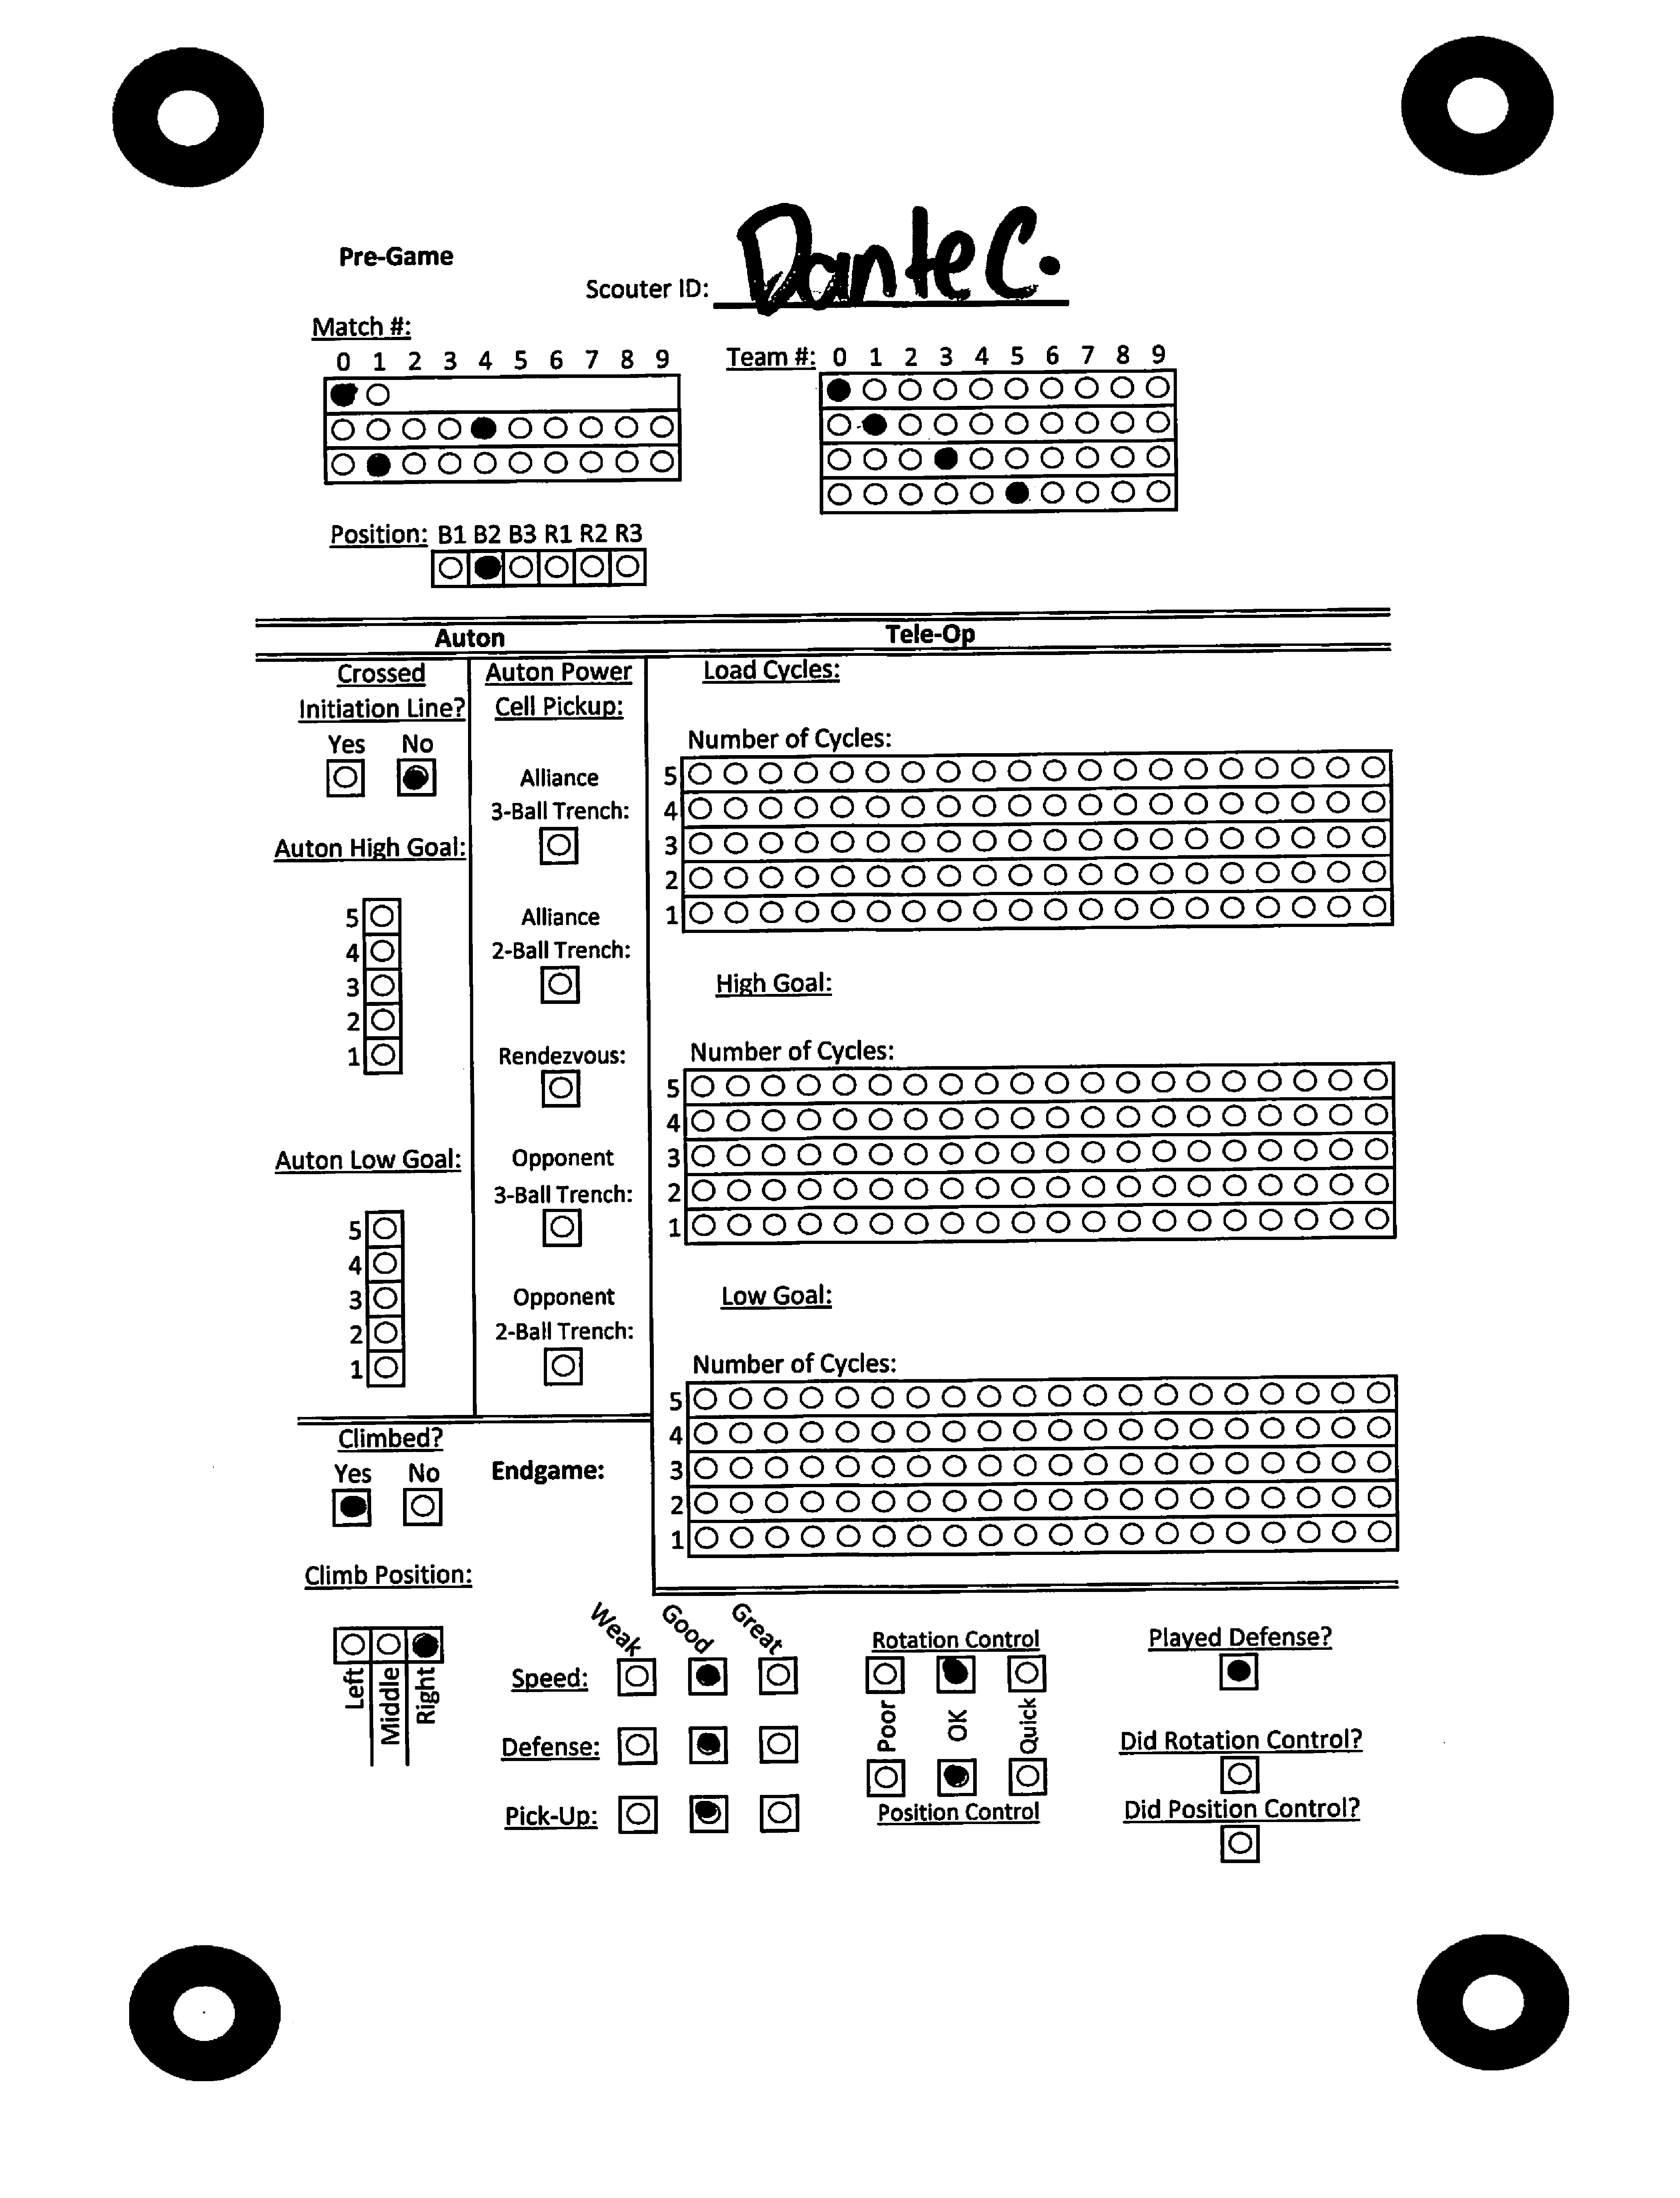 Pre-Game
Scouter ID: Dante C.
Match #:
0 1 2 3 4 5 6 7 8 9
Team #: 0 1 2 3 4 5 6 7 8 9
Position: B1 B2 B3 R1 R2 R3
Auton
Tele-Op
Crossed
Initiation Line?
Yes No
Auton High Goal:
5
4
3
2
1
Auton Low Goal:
5
4
3
2
1
Auton Power
Cell Pickup:
Alliance
3-Ball Trench:
Alliance
2-Ball Trench:
Rendezvous:
Opponent
3-Ball Trench:
Opponent
2-Ball Trench:
Load Cycles:
Number of Cycles:
5
4
3
2
1
High Goal:
Number of Cycles:
5
4
3
2
1
Low Goal:
Number of Cycles:
5
4
3
2
1
Climbed?
Yes No
Endgame:
Climb Position:
Left
Middle
Right
Weak Good Great
Speed:
Defense:
Pick-Up:
Rotation Control
Poor OK Quick
Position Control
Played Defense?
Did Rotation Control?
Did Position Control?